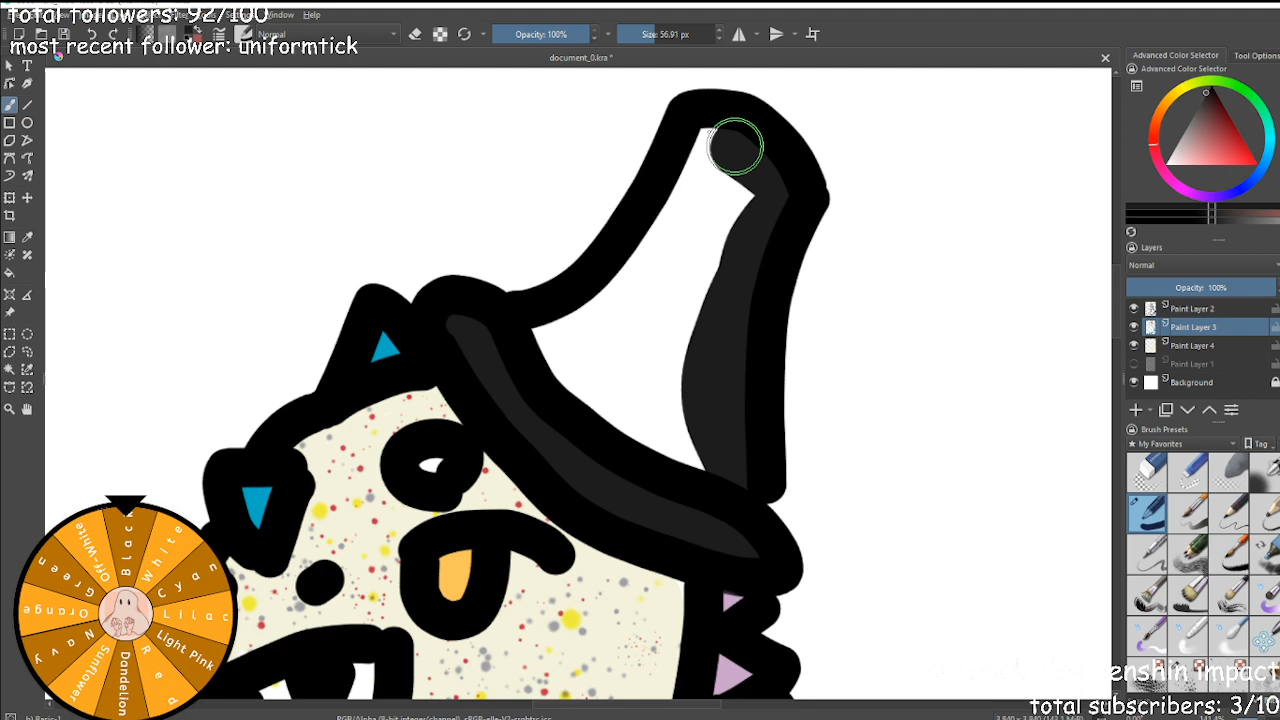 total followers: 92/100
Window Help
most recent follower: uniformtick
Normal
Opacity: 100%
Size: 56.91 px
document_0.kra *
Advanced Color Selector
Tool Options
Advanced Color Selector
Layers
Normal
Opacity: 100%
Paint Layer 2
Paint Layer 3
Paint Layer 4
Paint Layer 1
Background
Brush Presets
My Favorites
Tag
Black
White
Cyan
Lilac
Light Pink
Red
Dandelion
Sunflower
Navy
Orange
Green
Off-White
enshin impact
total subscribers: 3/10